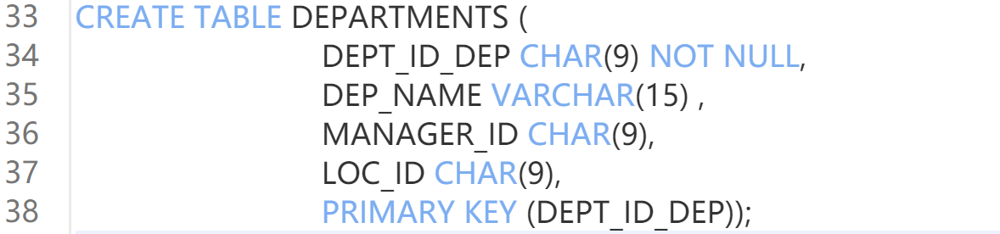 33 CREATE TABLE DEPARTMENTS (
34 DEPT_ID_DEP CHAR(9) NOT NULL,
35 DEP_NAME VARCHAR(15) ,
36 MANAGER_ID CHAR(9),
37 LOC_ID CHAR(9),
38 PRIMARY KEY (DEPT_ID_DEP));